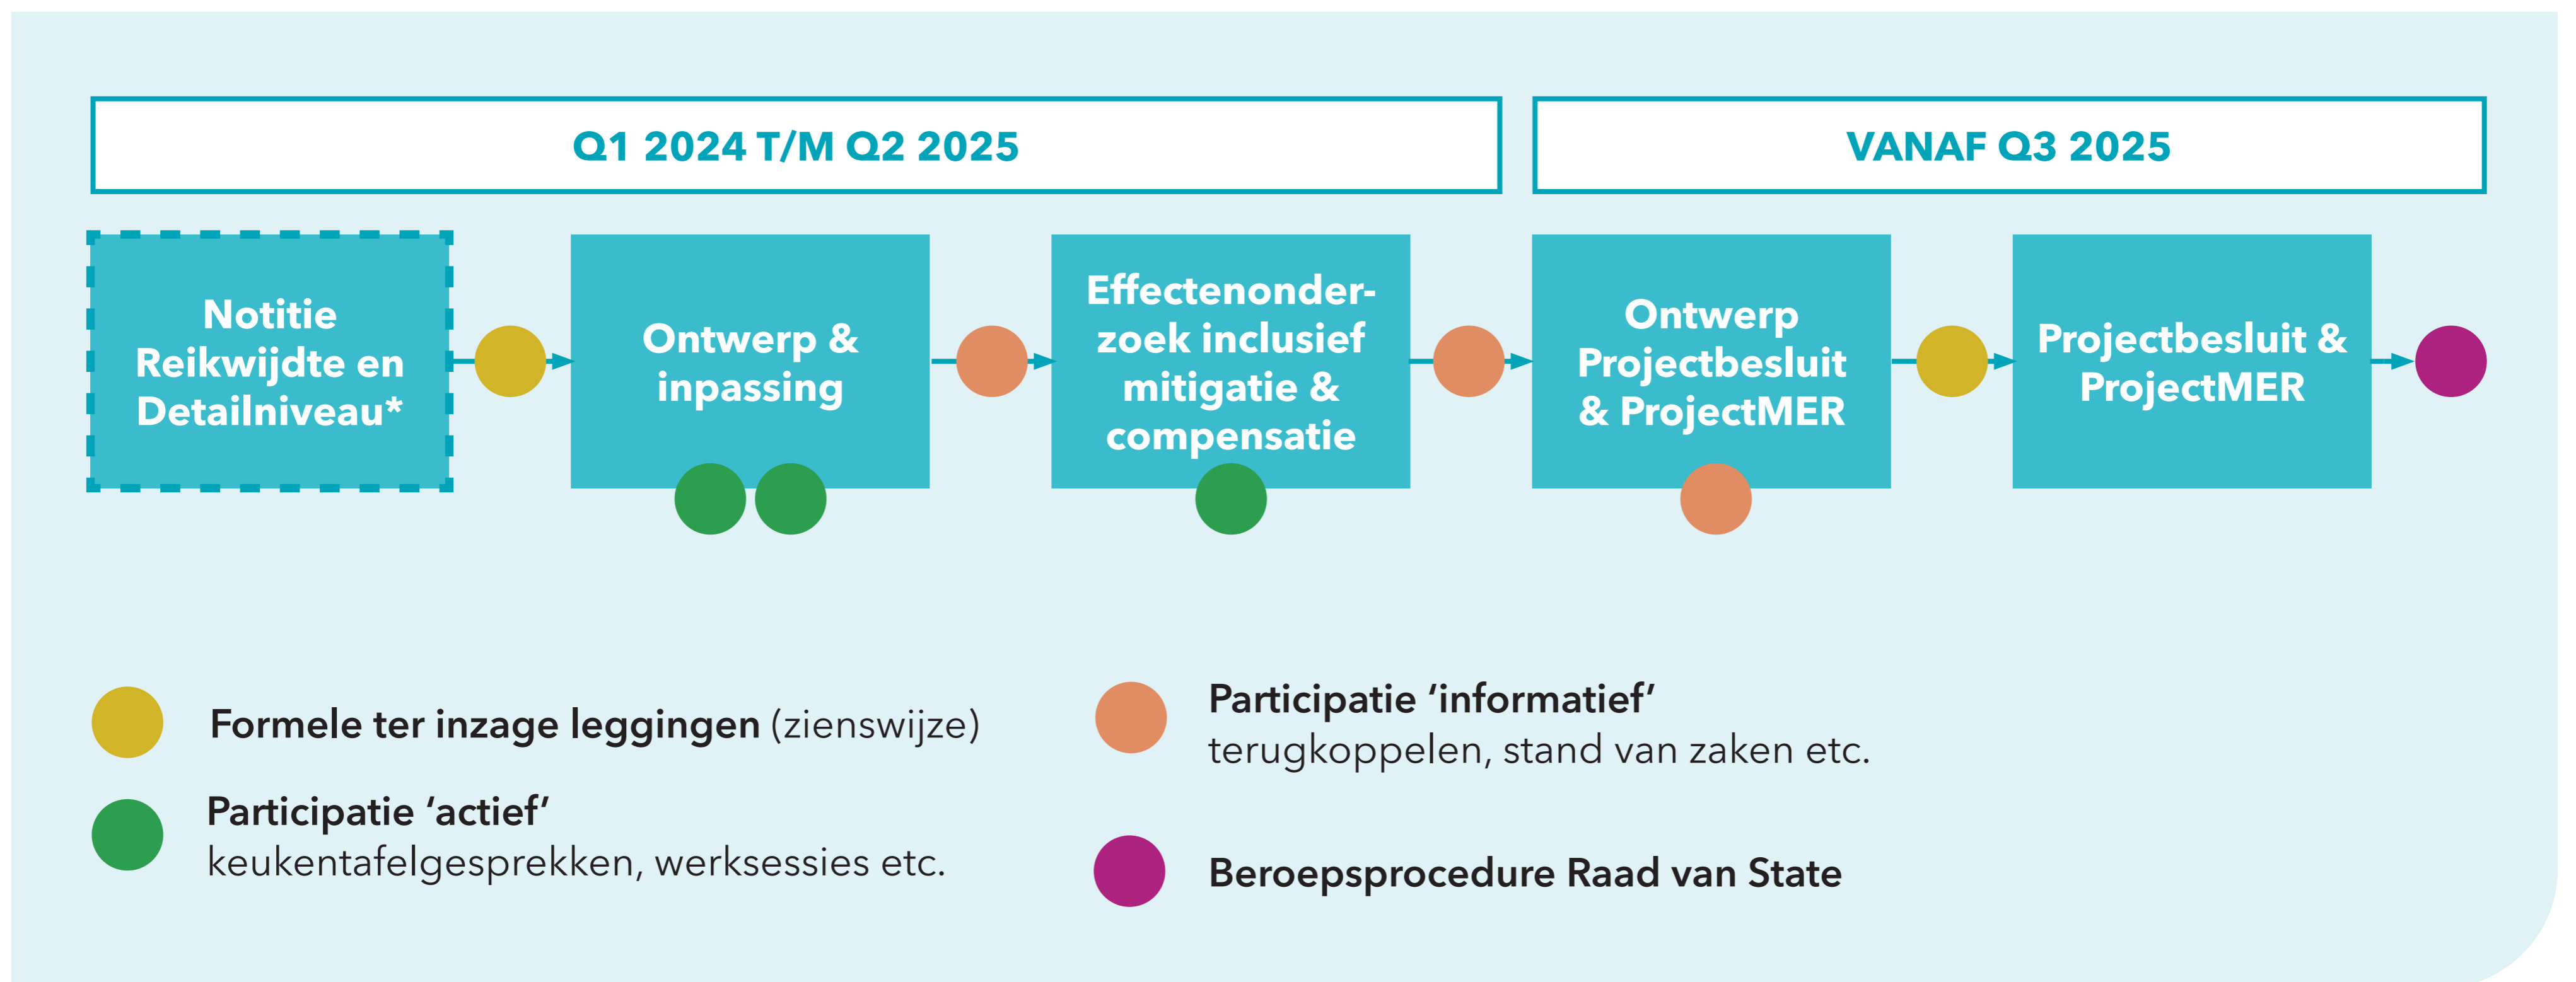 Q1 2024 T/M Q2 2025
VANAF Q3 2025
Notitie
Reikwijdte en
Detailniveau*
Ontwerp &
inpassing
Effectenonder-
zoek inclusief
mitigatie &
compensatie
Ontwerp
Projectbesluit
& ProjectMER
Projectbesluit &
ProjectMER
Formele ter inzage leggingen (zienswijze)
Participatie ‘actief’
keukentafelgesprekken, werksessies etc.
Participatie ‘informatief’
terugkoppelen, stand van zaken etc.
Beroepsprocedure Raad van State